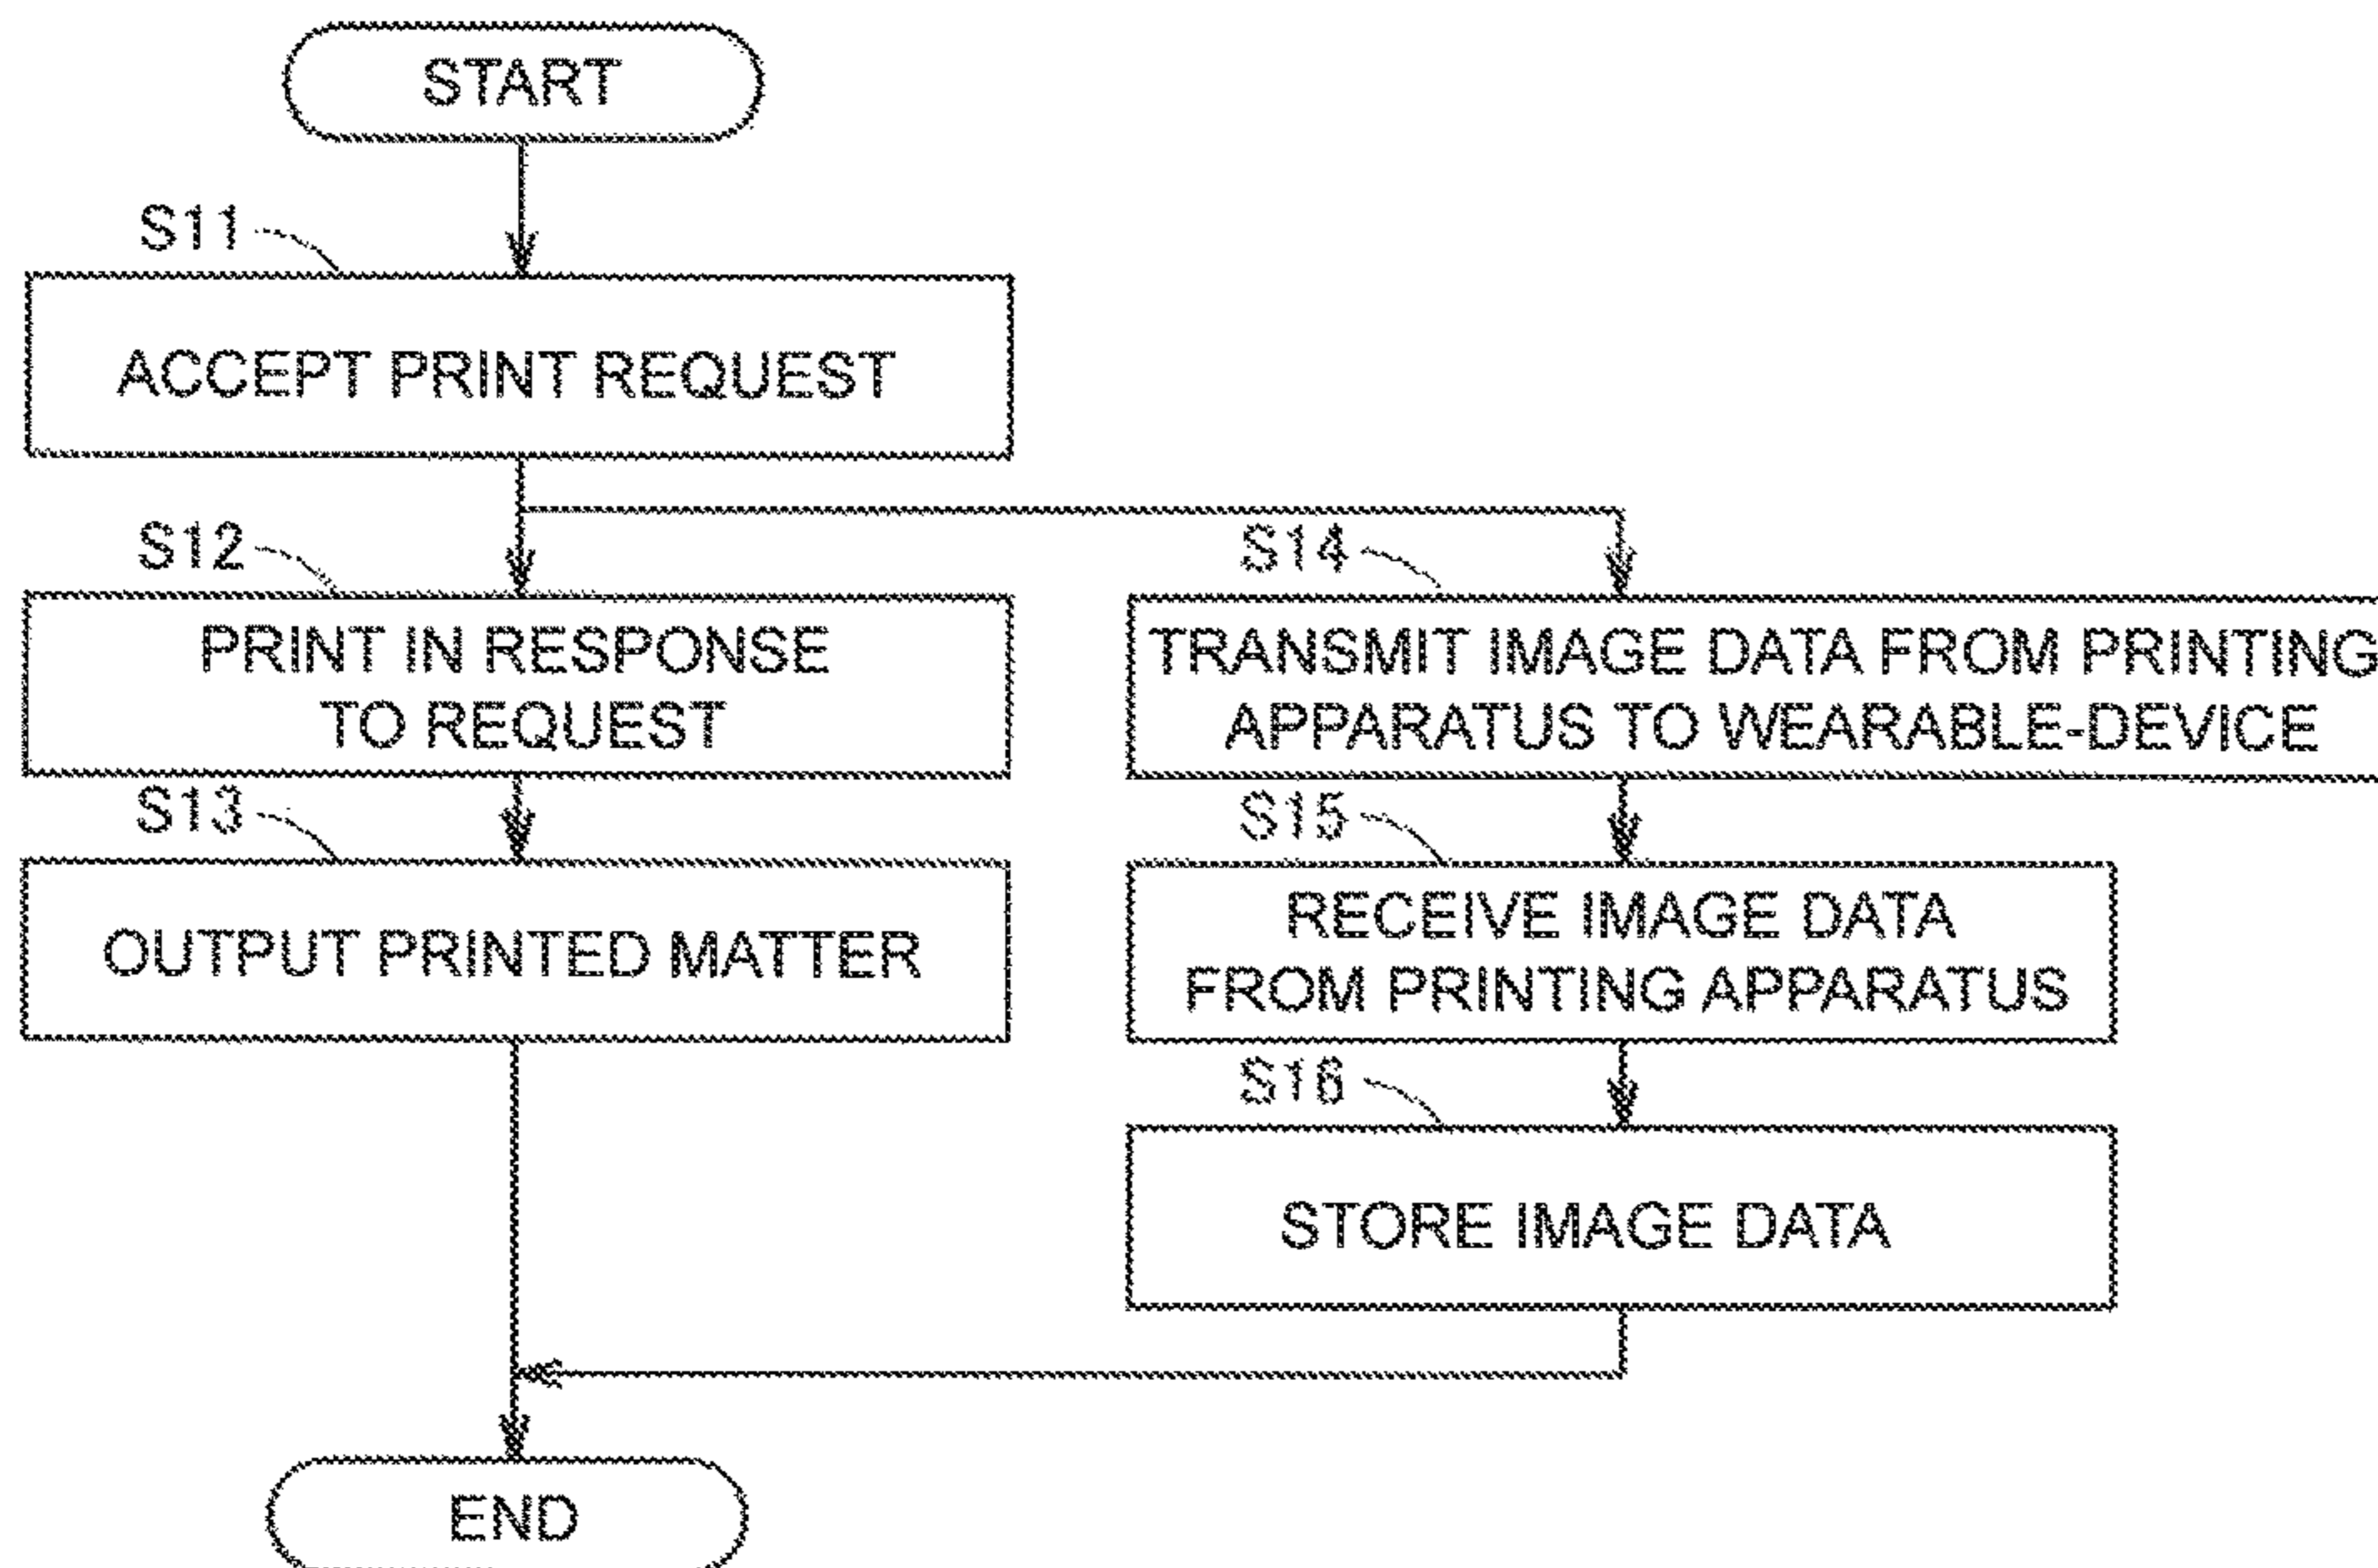 START
S11
ACCEPT PRINT REQUEST
S12
PRINT IN RESPONSE
TO REQUEST
S13
OUTPUT PRINTED MATTER
S14
TRANSMIT IMAGE DATA FROM PRINTING
APPARATUS TO WEARABLE-DEVICE
S15
RECEIVE IMAGE DATA
FROM PRINTING APPARATUS
S16
STORE IMAGE DATA
END